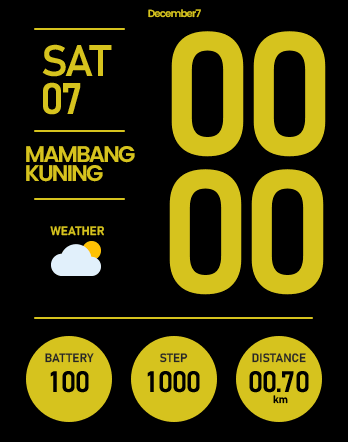 December7
SAT
07
MAMBANG
KUNING
WEATHER
00
00
BATTERY
100
STEP
1000
DISTANCE
00.70
km